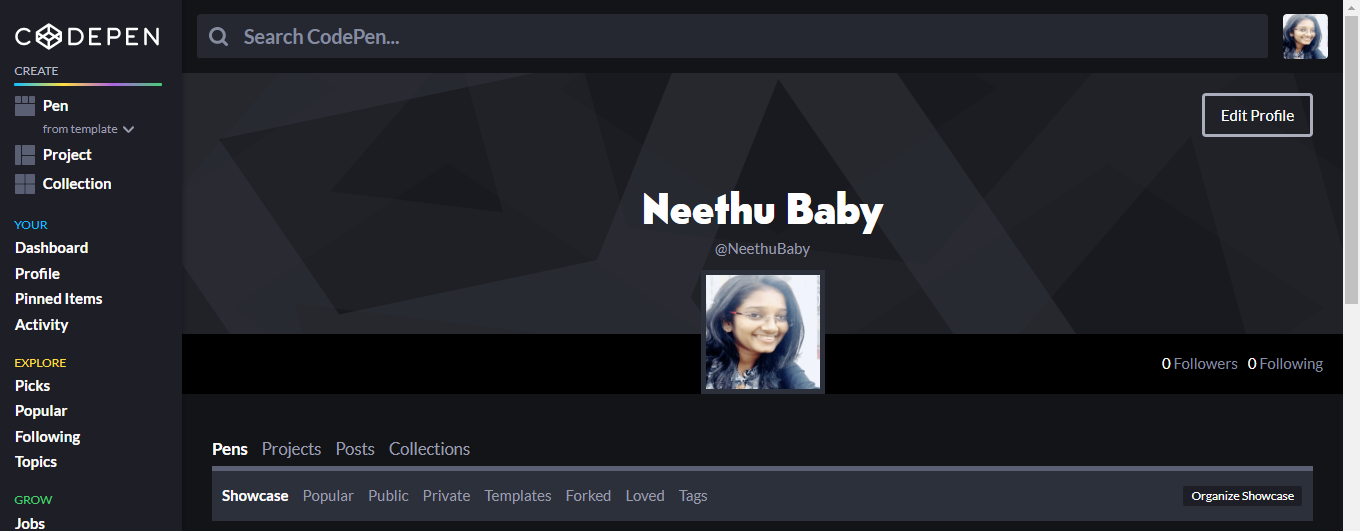 CODEPEN
Search CodePen...
CREATE
Pen
from template
Project
Collection
YOUR
Dashboard
Profile
Pinned Items
Activity
EXPLORE
Picks
Popular
Following
Topics
GROW
Jobs
Edit Profile
Neethu Baby
@NeethuBaby
0 Followers 0 Following
Pens Projects Posts Collections
Showcase Popular Public Private Templates Forked Loved Tags
Organize Showcase